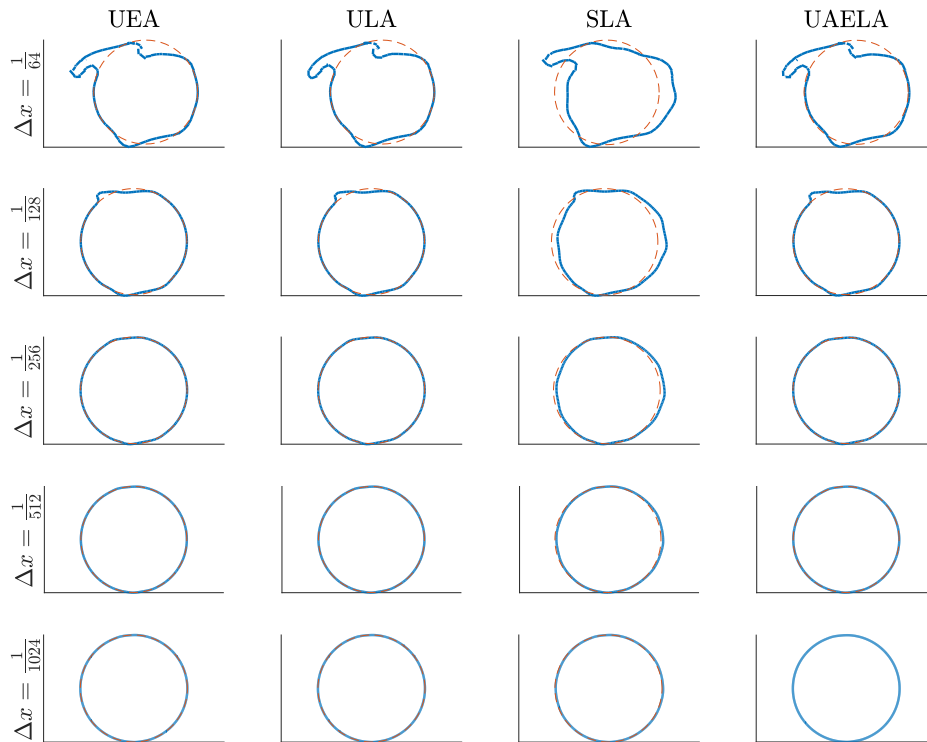 UEA ULA SLA UAELA
Δx = 1/64
Δx = 1/128
Δx = 1/256
Δx = 1/512
Δx = 1/1024